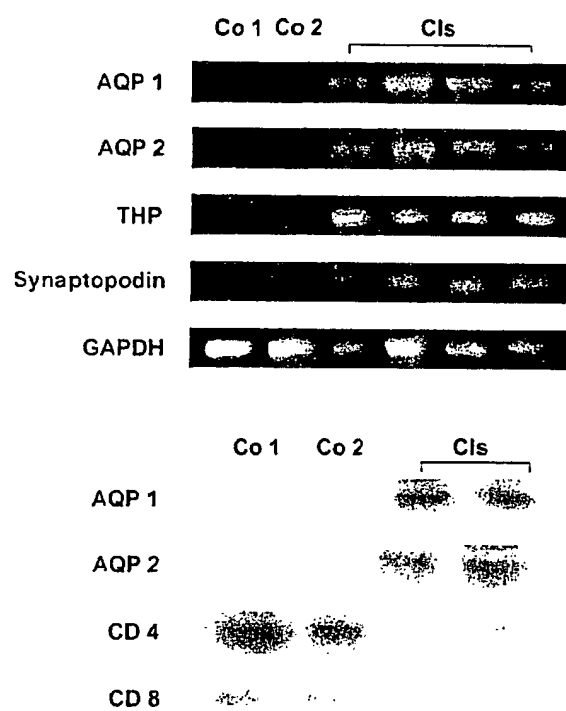 Co 1 Co 2 Cls
AQP 1
AQP 2
THP
Synaptopodin
GAPDH
Co 1 Co 2 Cls
AQP 1
AQP 2
CD 4
CD 8